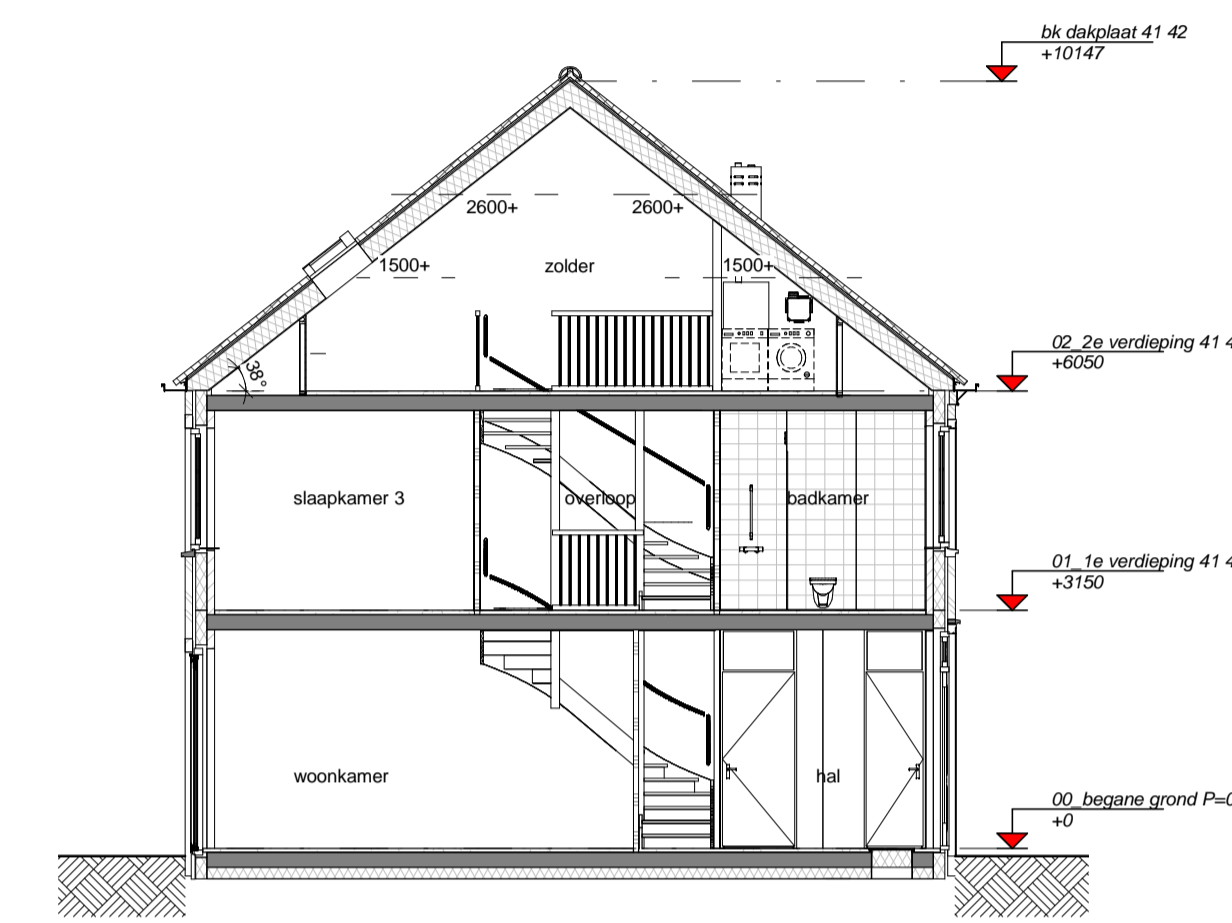 bk dakplaat 41 42
+10147
2600+ 2600+
1500+ zolder 1500+
02_2e verdieping 41 4
+6050
38°
slaapkamer 3 overloop badkamer
01_1e verdieping 41 4
+3150
woonkamer hal
00_begane grond P=0
+0